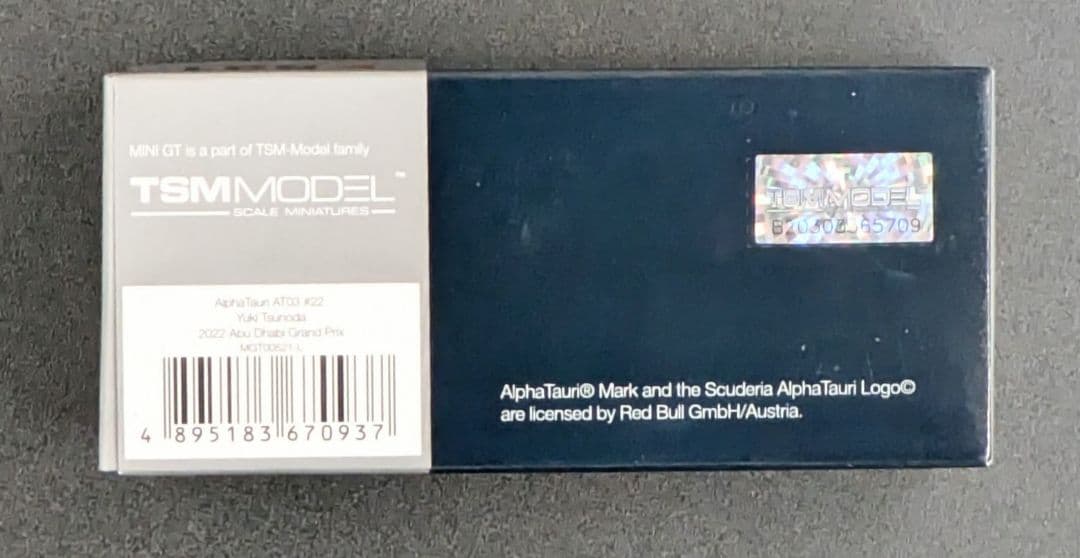 MINI GT is a part of TSM-Model family
TSMMODEL™
SCALE MINIATURES
AlphaTauri AT03 #22
Yuki Tsunoda
2022 Abu Dhabi Grand Prix
MGT00521-L
4 895183 670937
TSMMODEL
AlphaTauri® Mark and the Scuderia AlphaTauri Logo©
are licensed by Red Bull GmbH/Austria.